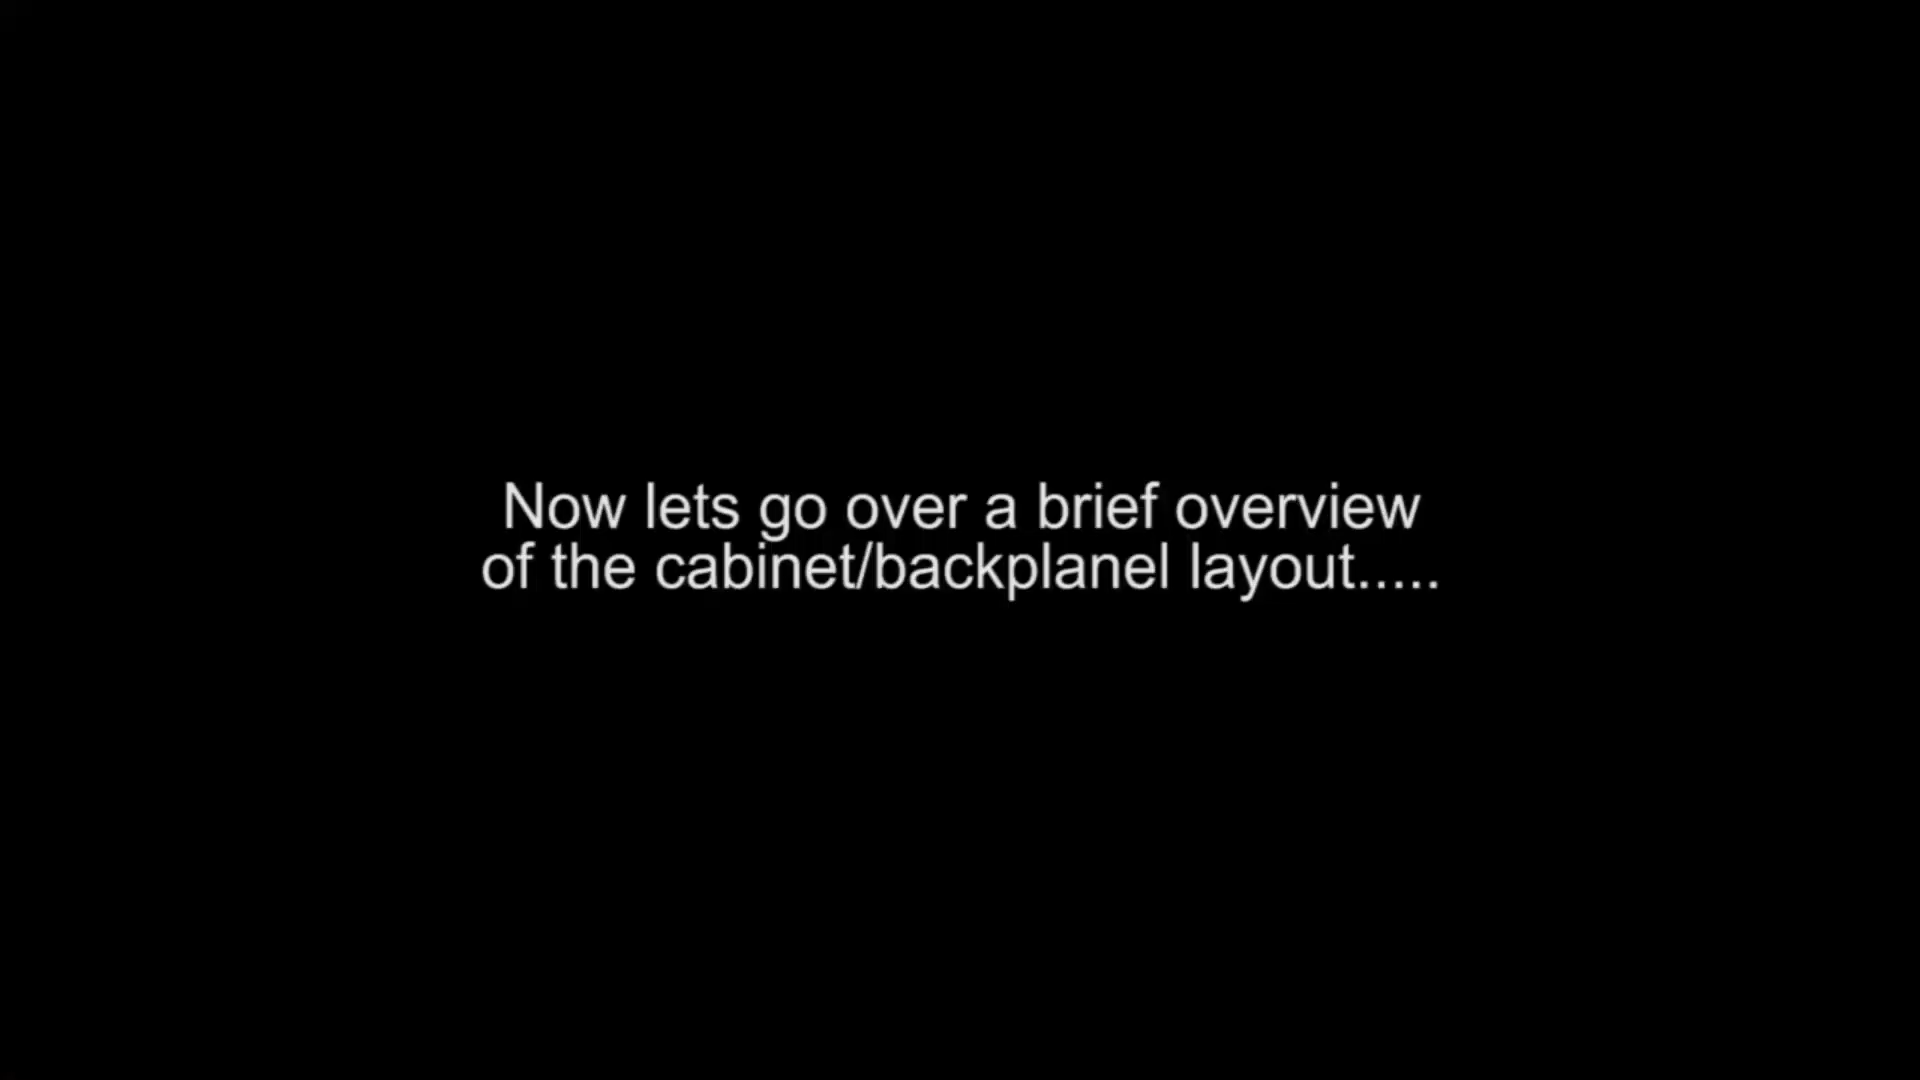 Now lets go over a brief overview
of the cabinet/backplanel layout.....